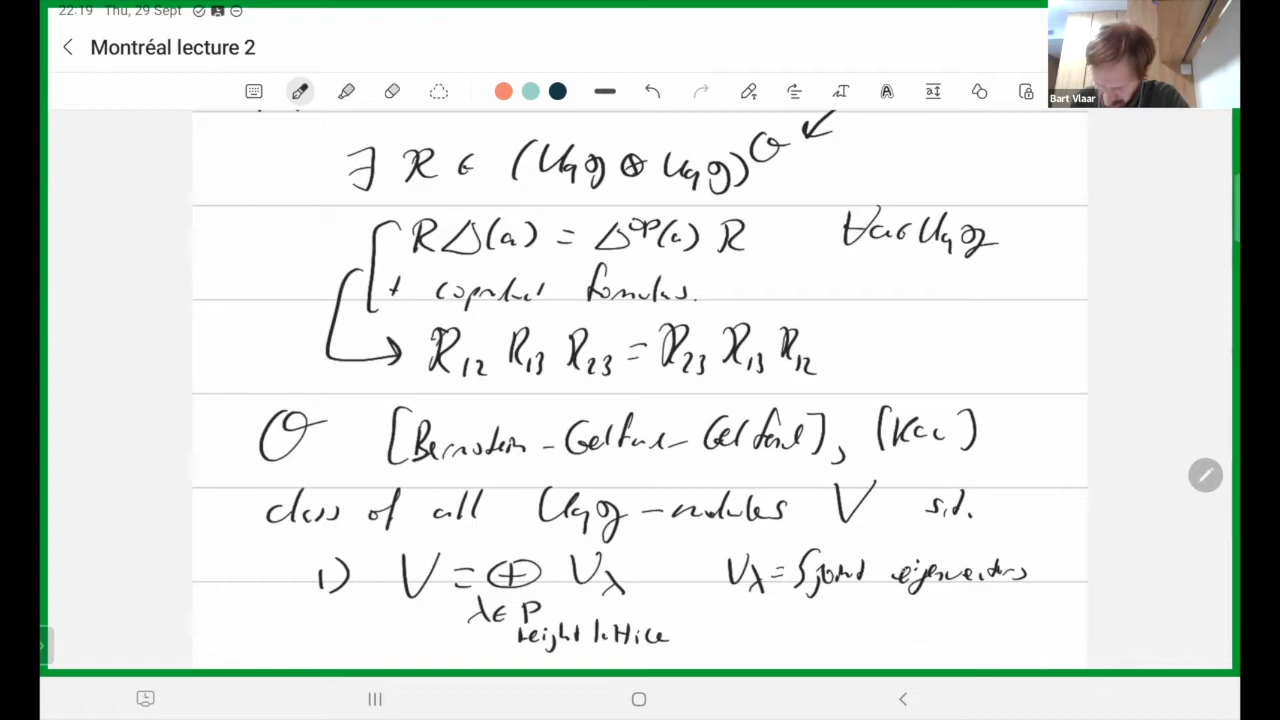 22:19 Thu, 29 Sept
Montréal lecture 2
Bart Vlaar
∃ R ∈ (U_q g ⊗ U_q g)^O ↙
R Δ(a) = Δ^op(a) R ∀a∈U_q g
+ coproduct formulas.
→ R_12 R_13 R_23 = R_23 R_13 R_12
O [Bernstein-Gelfand-Gelfand], [Kac]
class of all U_q g-modules V s.t.
1) V = ⊕ V_λ V_λ = {joint eigenvectors
λ∈P
weight lattice